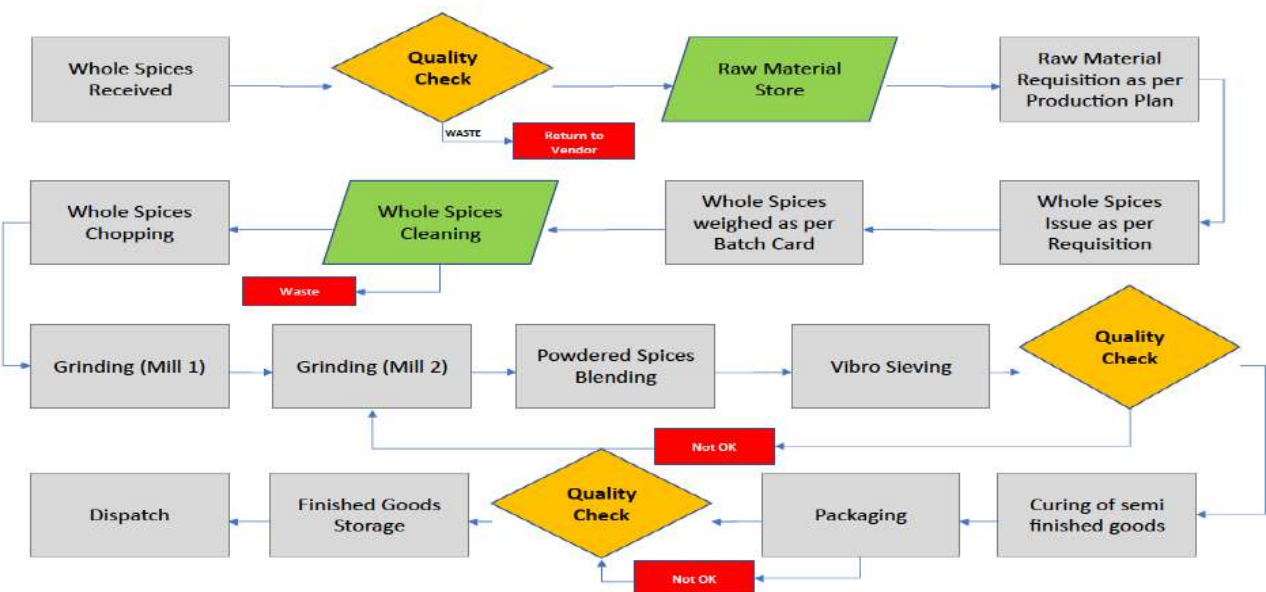 Whole Spices
Received
Quality
Check
Raw Material
Store
Raw Material
Requisition as per
Production Plan
WASTE
Return to
Vendor
Whole Spices
Chopping
Whole Spices
Cleaning
Whole Spices
weighed as per
Batch Card
Whole Spices
Issue as per
Requisition
Waste
Grinding (Mill 1)
Grinding (Mill 2)
Powdered Spices
Blending
Vibro Sieving
Quality
Check
Not OK
Dispatch
Finished Goods
Storage
Quality
Check
Packaging
Curing of semi
finished goods
Not OK